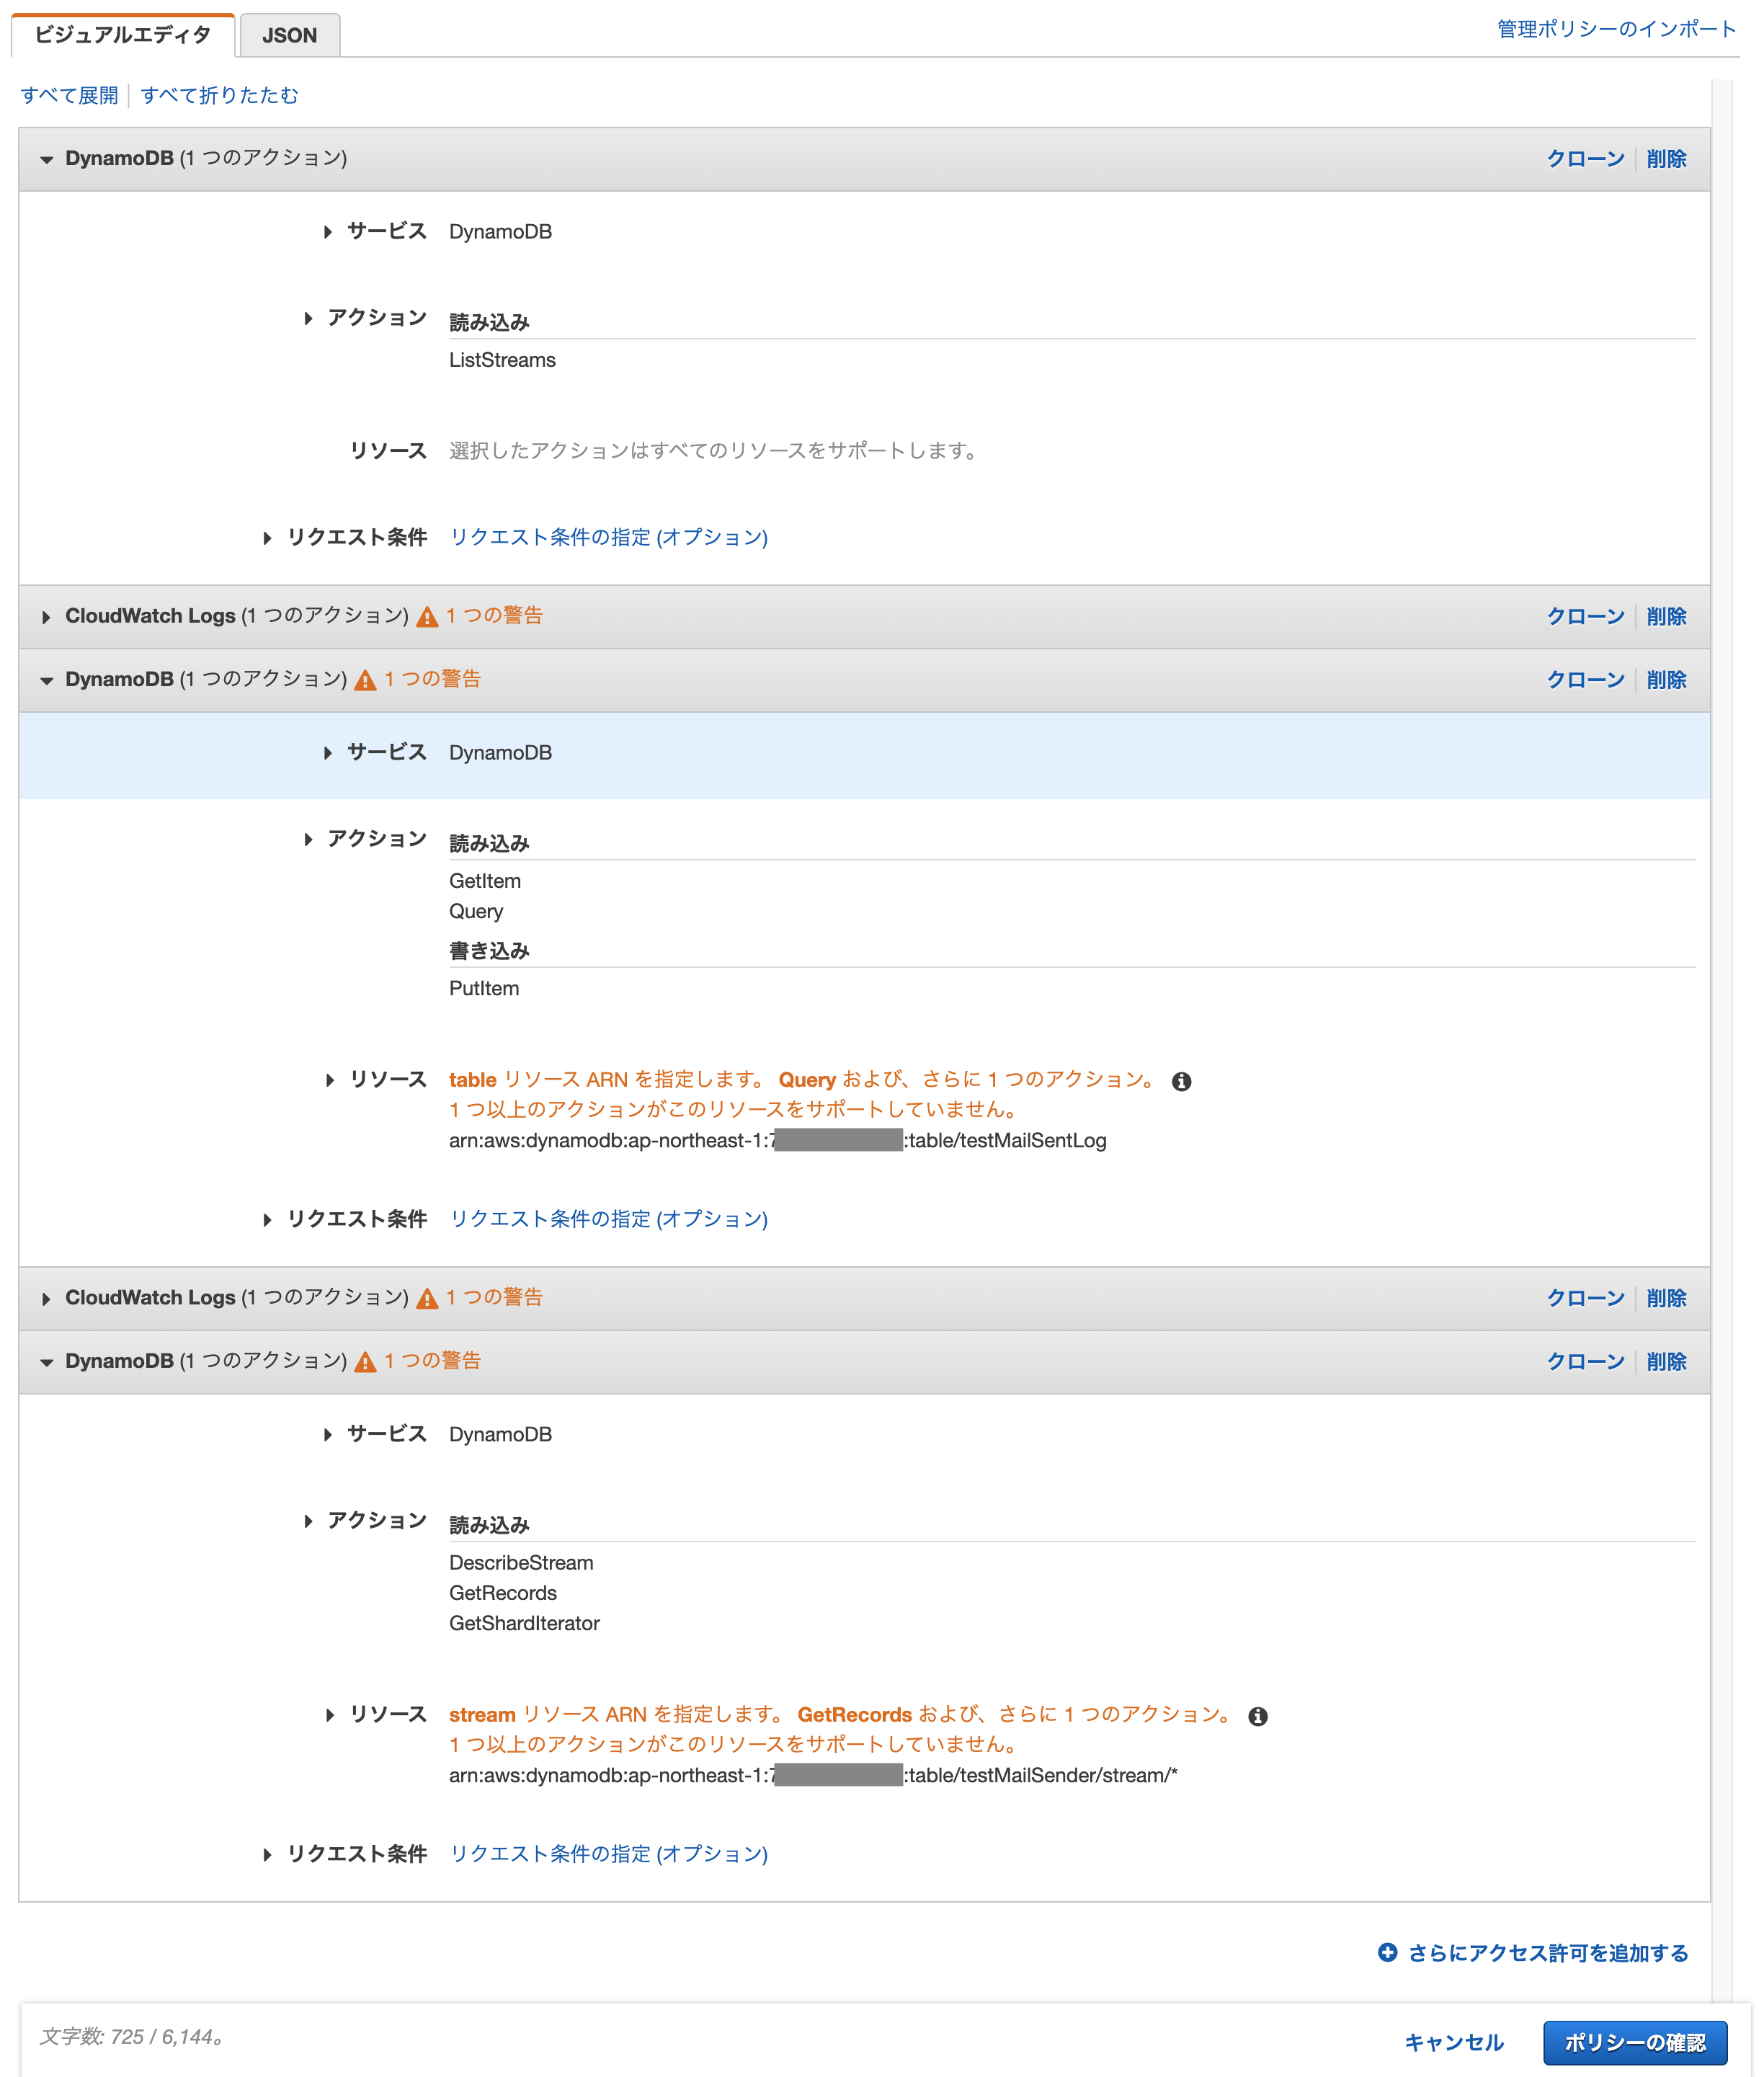 ビジュアルエディタ JSON 管理ポリシーのインポート
すべて展開 すべて折りたたむ
DynamoDB (1 つのアクション) クローン 削除
サービス DynamoDB
アクション 読み込み
ListStreams
リソース 選択したアクションはすべてのリソースをサポートします。
リクエスト条件 リクエスト条件の指定 (オプション)
CloudWatch Logs (1 つのアクション) 1 つの警告 クローン 削除
DynamoDB (1 つのアクション) 1 つの警告 クローン 削除
サービス DynamoDB
アクション 読み込み
GetItem
Query
書き込み
PutItem
リソース table リソース ARN を指定します。 Query および、さらに 1 つのアクション。
1 つ以上のアクションがこのリソースをサポートしていません。
arn:aws:dynamodb:ap-northeast-1:7 :table/testMailSentLog
リクエスト条件 リクエスト条件の指定 (オプション)
CloudWatch Logs (1 つのアクション) 1 つの警告 クローン 削除
DynamoDB (1 つのアクション) 1 つの警告 クローン 削除
サービス DynamoDB
アクション 読み込み
DescribeStream
GetRecords
GetShardIterator
リソース stream リソース ARN を指定します。 GetRecords および、さらに 1 つのアクション。
1 つ以上のアクションがこのリソースをサポートしていません。
arn:aws:dynamodb:ap-northeast-1:7 :table/testMailSender/stream/*
リクエスト条件 リクエスト条件の指定 (オプション)
さらにアクセス許可を追加する
文字数: 725 / 6,144。 キャンセル ポリシーの確認